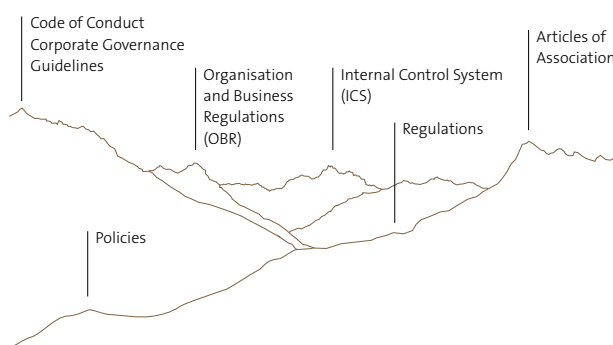 Code of Conduct
Corporate Governance
Guidelines
Organisation
and Business
Regulations
(OBR)
Internal Control System
(ICS)
Regulations
Articles of
Association
Policies